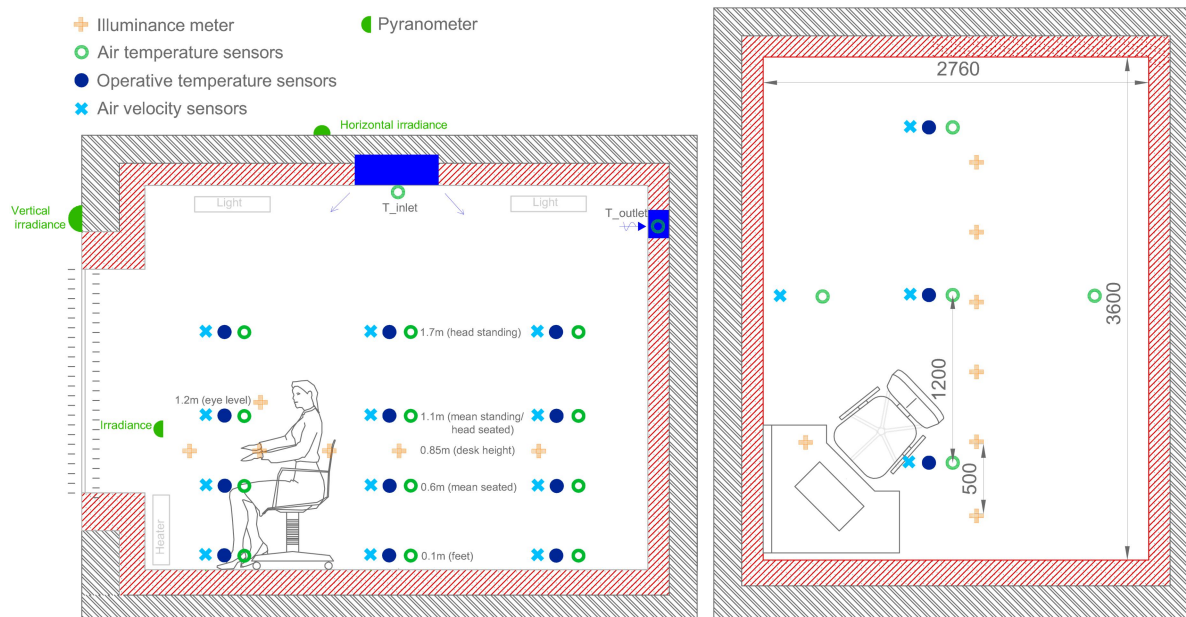 Illuminance meter
Pyranometer
Air temperature sensors
Operative temperature sensors
Air velocity sensors
Horizontal irradiance
Vertical
irradiance
Light
Light
T_inlet
T_outlet
1.7m (head standing)
1.2m (eye level)
1.1m (mean standing/
head seated)
Irradiance
0.85m (desk height)
0.6m (mean seated)
Heater
0.1m (feet)
2760
3600
1200
500